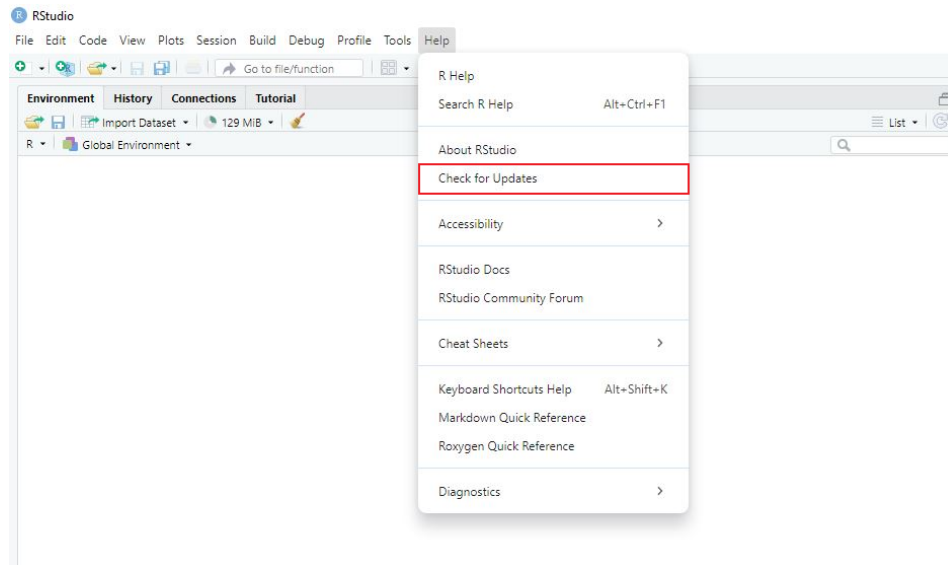 RStudio
File Edit Code View Plots Session Build Debug Profile Tools Help
Go to file/function
Environment History Connections Tutorial
Import Dataset 129 MiB List
R Global Environment
R Help
Search R Help Alt+Ctrl+F1
About RStudio
Check for Updates
Accessibility
RStudio Docs
RStudio Community Forum
Cheat Sheets
Keyboard Shortcuts Help Alt+Shift+K
Markdown Quick Reference
Roxygen Quick Reference
Diagnostics